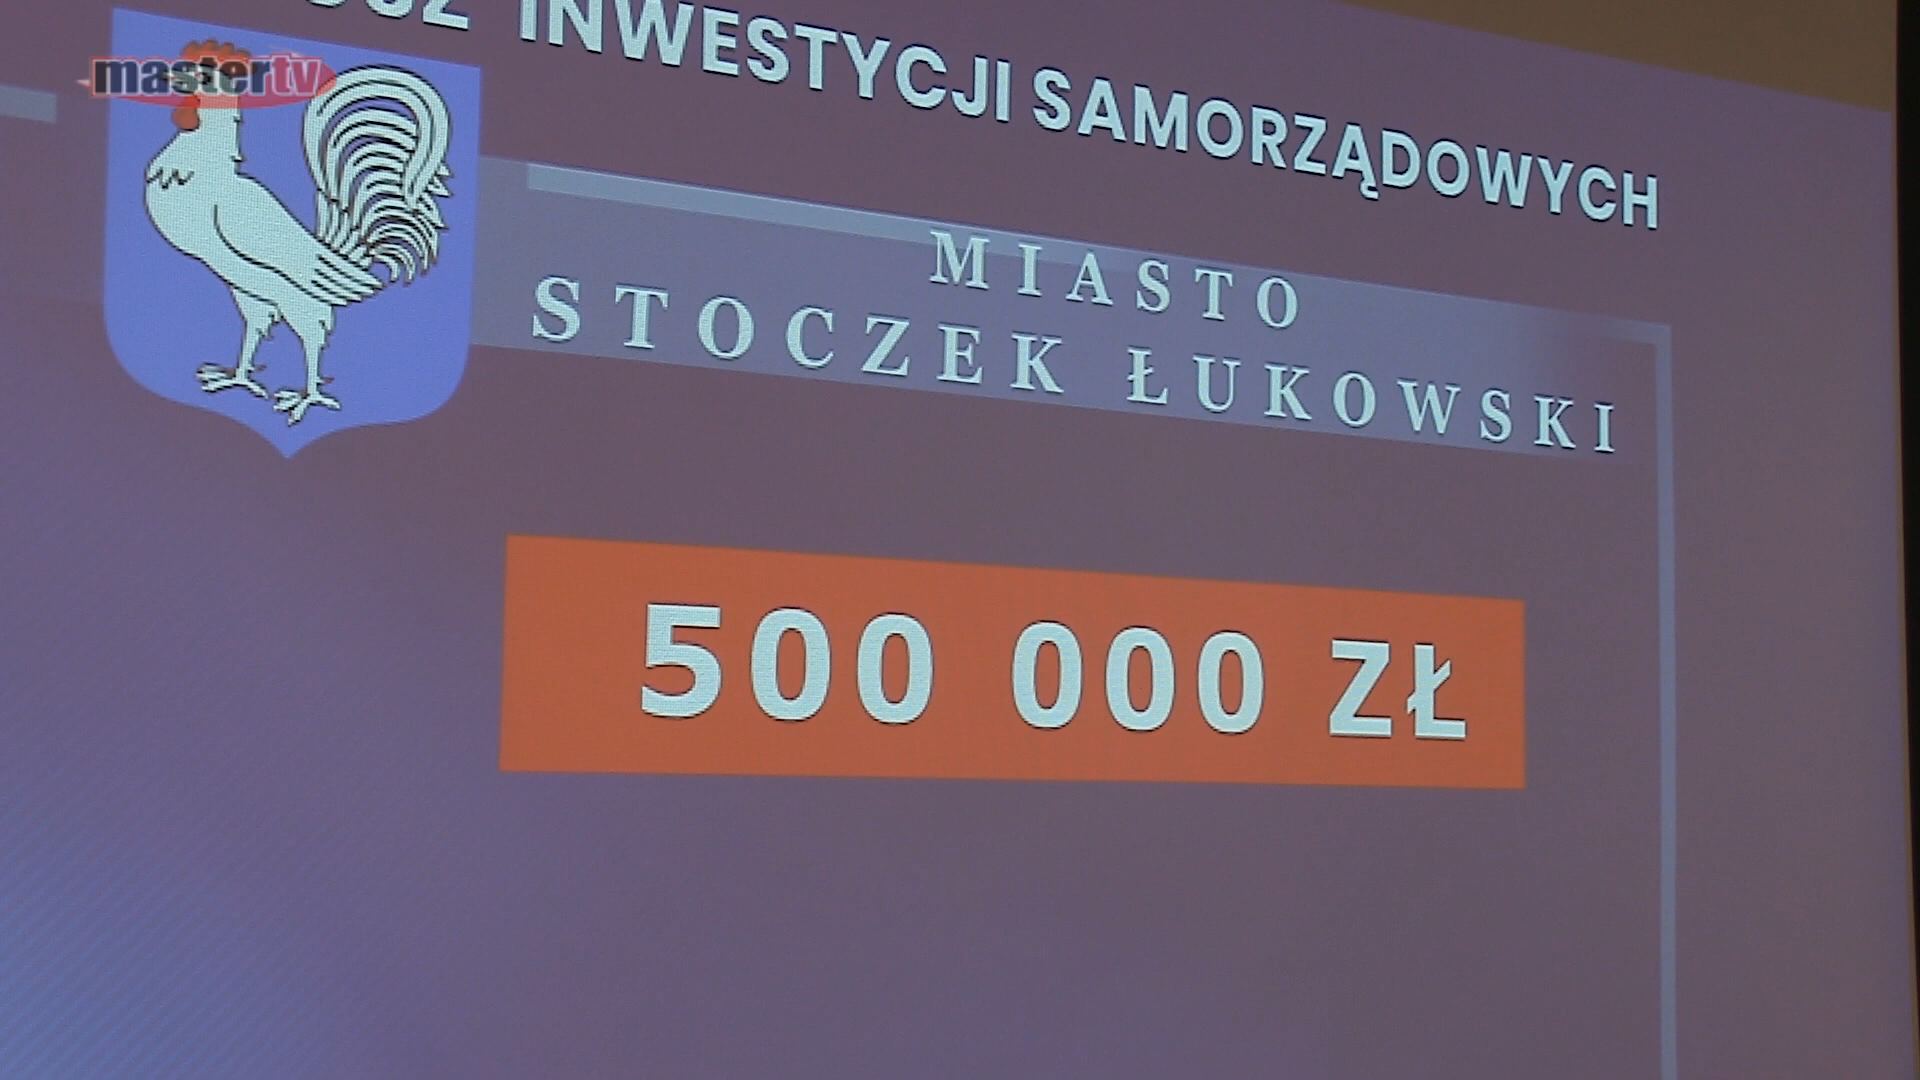 INWESTYCJI SAMORZĄDOWYCH
mastertv
MIASTO
STOCZEK ŁUKOWSKI
500 000 ZŁ